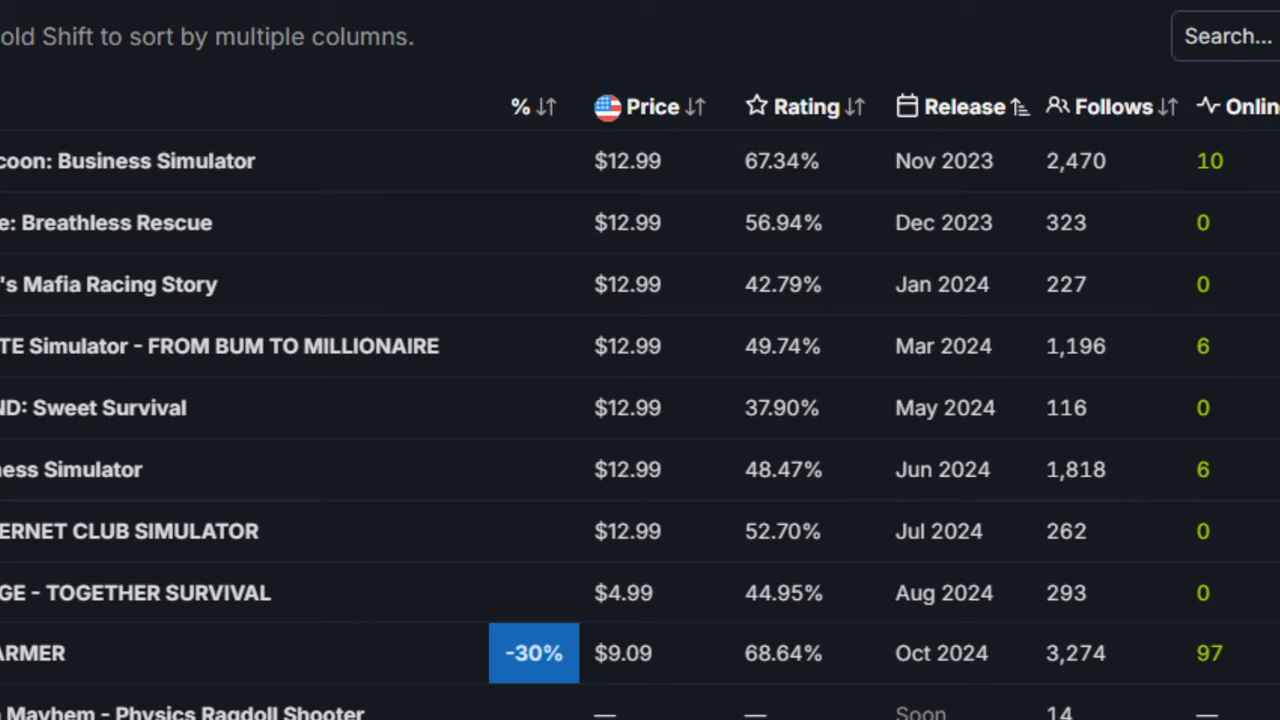 old Shift to sort by multiple columns.
Search...
% Price Rating Release Follows Onlin
coon: Business Simulator $12.99 67.34% Nov 2023 2,470 10
e: Breathless Rescue $12.99 56.94% Dec 2023 323 0
's Mafia Racing Story $12.99 42.79% Jan 2024 227 0
TE Simulator - FROM BUM TO MILLIONAIRE $12.99 49.74% Mar 2024 1,196 6
ND: Sweet Survival $12.99 37.90% May 2024 116 0
ness Simulator $12.99 48.47% Jun 2024 1,818 6
ERNET CLUB SIMULATOR $12.99 52.70% Jul 2024 262 0
GE - TOGETHER SURVIVAL $4.99 44.95% Aug 2024 293 0
ARMER -30% $9.09 68.64% Oct 2024 3,274 97
Mayhem - Physics Ragdoll Shooter — — Soon 14 —